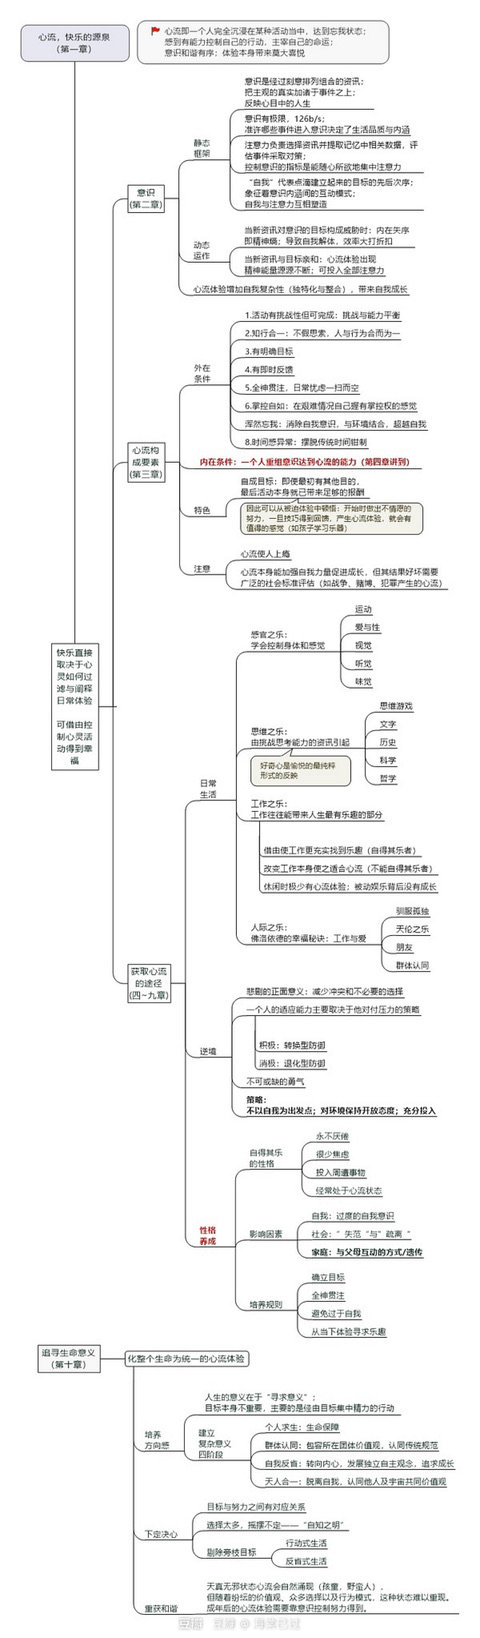 心流，快乐的源泉
（第一章）
心流即一个人完全沉浸在某种活动当中，达到忘我状态；
感到有能力控制自己的行动，主宰自己的命运；
意识和谐有序；体验本身带来莫大喜悦
快乐直接
取决于心
灵如何过
滤与阐释
日常体验
可借由控
制心灵活
动得到幸
福
意识
(第二章)
静态
框架
意识是经过刻意排列组合的资讯；
把主观的真实加诸于事件之上；
反映心目中的人生
意识有极限，126b/s；
准许哪些事件进入意识决定了生活品质与内涵
注意力负责选择资讯并提取记忆中相关数据，评
估事件采取对策；
控制意识的指标是能随心所欲地集中注意力
“自我”代表点滴建立起来的目标的先后次序；
象征着意识内涵间的互动模式；
自我与注意力互相塑造
动态
运作
当新资讯对意识的目标构成威胁时：内在失序
即精神熵；导致自我解体，效率大打折扣
当新资讯与目标亲和：心流体验出现
精神能量源源不断；可投入全部注意力
心流体验增加自我复杂性（独特化与整合），带来自我成长
心流构
成要素
(第三章)
外在
条件
1.活动有挑战性但可完成：挑战与能力平衡
2.知行合一：不假思索，人与行为合而为一
3.有明确目标
4.有即时反馈
5.全神贯注，日常忧虑一扫而空
6.掌控自如：在艰难情况自己握有掌控权的感觉
浑然忘我：消除自我意识，与环境结合，超越自我
8.时间感异常：摆脱传统时间钳制
内在条件：一个人重组意识达到心流的能力（第四章讲到）
特色
自成目标：即使最初有其他目的，
最后活动本身就已带来足够的报酬
因此可以从被迫体验中顿悟：开始时做出不情愿的
努力，一旦技巧得到回馈，产生心流体验，就会有
值得的感觉（如孩子学习乐器）
注意
心流使人上瘾
心流本身能加强自我力量促进成长，但其结果好坏需要
广泛的社会标准评估（如战争、赌博、犯罪产生的心流）
获取心流
的途径
(四~九章)
日常
生活
感官之乐：
学会控制身体和感觉
运动
爱与性
视觉
听觉
味觉
思维之乐：
由挑战思考能力的资讯引起
好奇心是愉悦的最纯粹
形式的反映
思维游戏
文字
历史
科学
哲学
工作之乐：
工作往往能带来人生最有乐趣的部分
借由使工作更充实找到乐趣（自得其乐者）
改变工作本身使之适合心流（不能自得其乐者）
休闲时极少有心流体验；被动娱乐背后没有成长
人际之乐：
佛洛依德的幸福秘诀：工作与爱
驯服孤独
天伦之乐
朋友
群体认同
逆境
悲剧的正面意义：减少冲突和不必要的选择
一个人的适应能力主要取决于他对付压力的策略
积极：转换型防御
消极：退化型防御
不可或缺的勇气
策略：
不以自我为出发点；对环境保持开放态度；充分投入
性格
养成
自得其乐
的性格
永不厌倦
很少焦虑
投入周遭事物
经常处于心流状态
影响因素
自我：过度的自我意识
社会：”失范“与”疏离“
家庭：与父母互动的方式/遗传
培养规则
确立目标
全神贯注
避免过于自我
从当下体验寻求乐趣
追寻生命意义
（第十章）
化整个生命为统一的心流体验
培养
方向感
人生的意义在于“寻求意义”；
目标本身不重要，主要的是经由目标集中精力的行动
建立
复杂意义
四阶段
个人求生：生命保障
群体认同：包容所在团体价值观，认同传统规范
自我反省：转向内心，发展独立自主观念，追求成长
天人合一：脱离自我，认同他人及宇宙共同价值观
下定决心
目标与努力之间有对应关系
选择太多，摇摆不定——“自知之明”
剔除旁枝目标
行动式生活
反省式生活
重获和谐
天真无邪状态心流会自然涌现（孩童，野蛮人），
但随着纷纭的价值观、众多选择以及行为模式，这种状态难以重现。
成年后的心流体验需要靠意识控制努力得到。